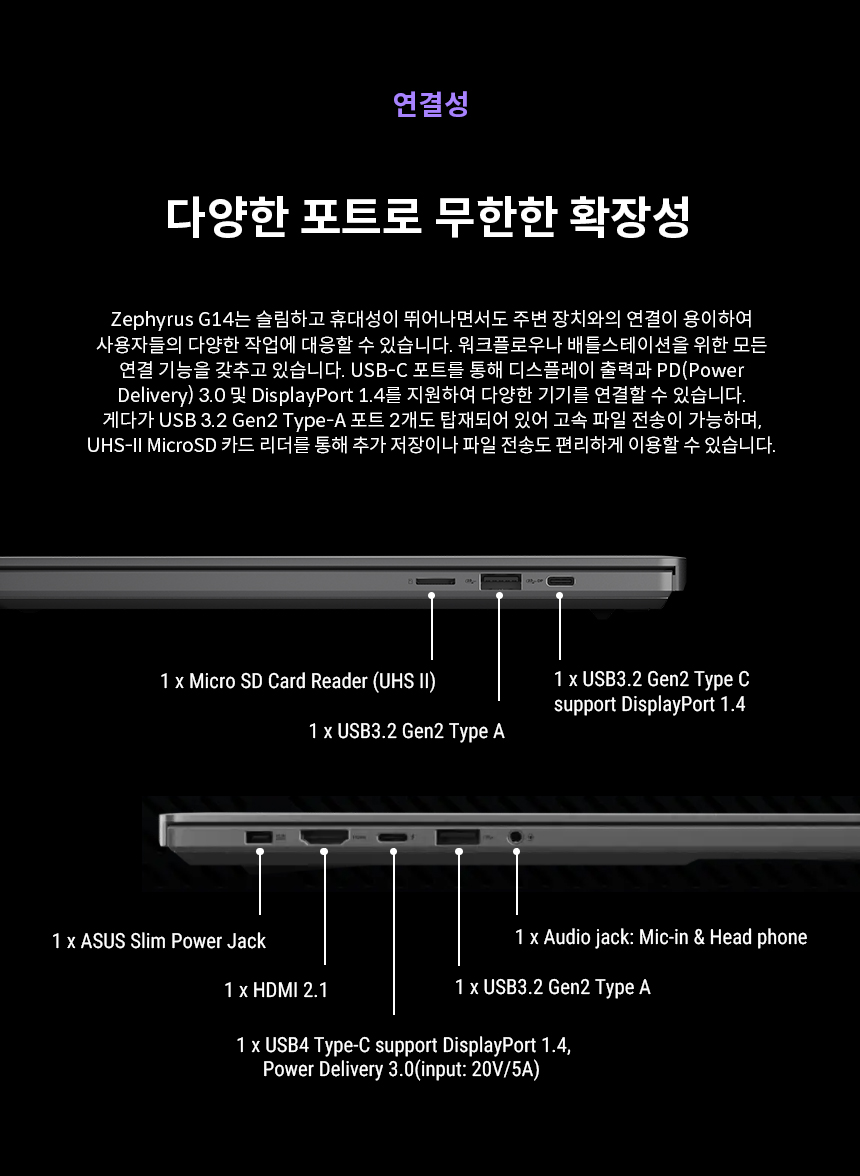 연결성
다양한 포트로 무한한 확장성
Zephyrus G14는 슬림하고 휴대성이 뛰어나면서도 주변 장치와의 연결이 용이하여
사용자들의 다양한 작업에 대응할 수 있습니다. 워크플로우나 배틀스테이션을 위한 모든
연결 기능을 갖추고 있습니다. USB-C 포트를 통해 디스플레이 출력과 PD(Power
Delivery) 3.0 및 DisplayPort 1.4를 지원하여 다양한 기기를 연결할 수 있습니다.
게다가 USB 3.2 Gen2 Type-A 포트 2개도 탑재되어 있어 고속 파일 전송이 가능하며,
UHS-II MicroSD 카드 리더를 통해 추가 저장이나 파일 전송도 편리하게 이용할 수 있습니다.
1 x Micro SD Card Reader (UHS II)
1 x USB3.2 Gen2 Type C
support DisplayPort 1.4
1 x USB3.2 Gen2 Type A
1 x ASUS Slim Power Jack
1 x Audio jack: Mic-in & Head phone
1 x HDMI 2.1
1 x USB3.2 Gen2 Type A
1 x USB4 Type-C support DisplayPort 1.4,
Power Delivery 3.0(input: 20V/5A)